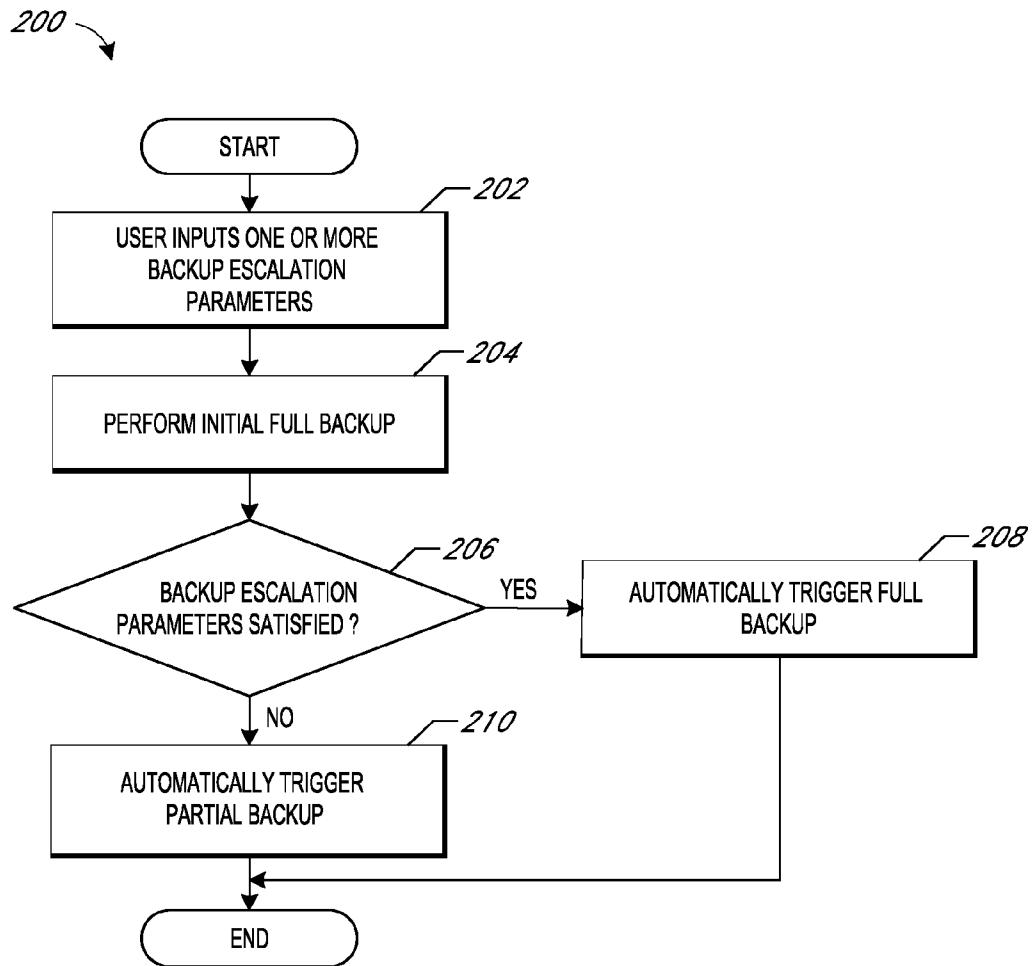 200
START
202
USER INPUTS ONE OR MORE
BACKUP ESCALATION
PARAMETERS
204
PERFORM INITIAL FULL BACKUP
206
BACKUP ESCALATION
PARAMETERS SATISFIED ?
YES
208
AUTOMATICALLY TRIGGER FULL
BACKUP
NO
210
AUTOMATICALLY TRIGGER
PARTIAL BACKUP
END